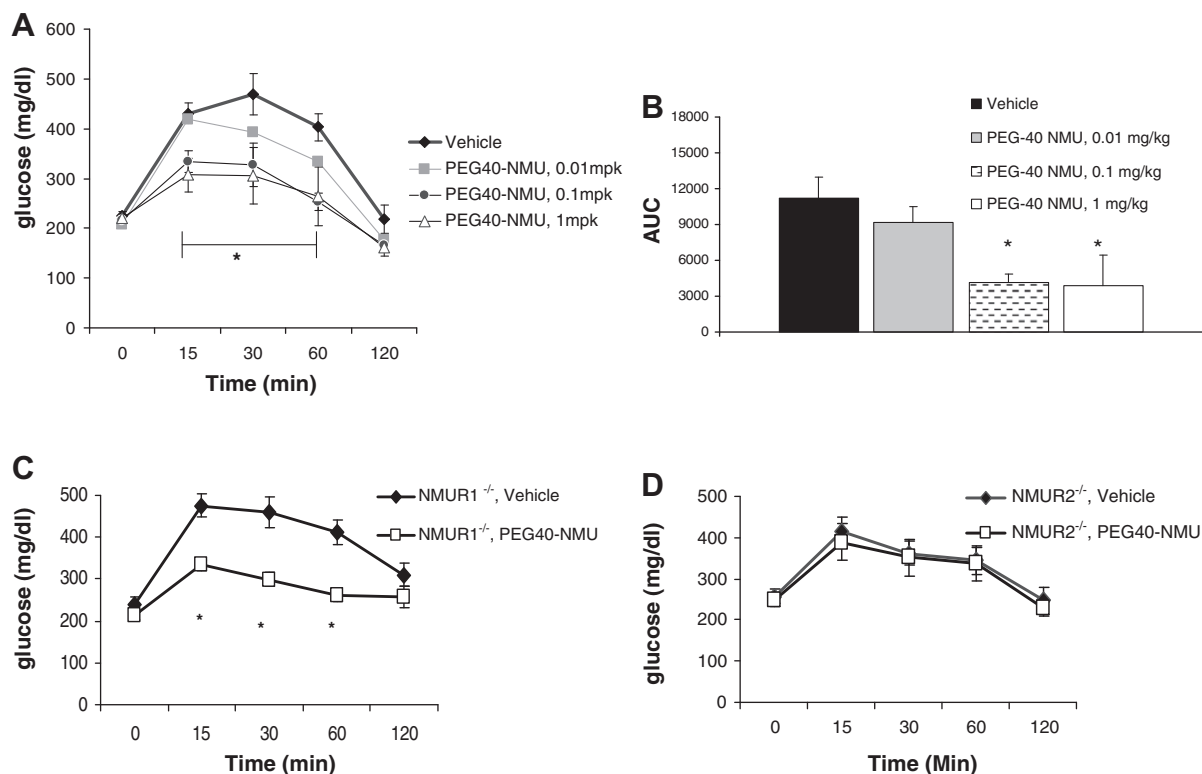 A
600
500
400
300
200
100
0
glucose (mg/dl)
*
0 15 30 60 120
Time (min)
Vehicle
PEG40-NMU, 0.01mpk
PEG40-NMU, 0.1mpk
PEG40-NMU, 1mpk
B
18000
15000
12000
9000
6000
3000
0
AUC
Vehicle
PEG-40 NMU, 0.01 mg/kg
PEG-40 NMU, 0.1 mg/kg
PEG-40 NMU, 1 mg/kg
* *
C
500
400
300
200
100
0
glucose (mg/dl)
NMUR1 -/-, Vehicle
NMUR1-/-, PEG40-NMU
* * *
0 15 30 60 120
Time (min)
D
500
400
300
200
100
0
glucose (mg/dl)
NMUR2-/-, Vehicle
NMUR2-/-, PEG40-NMU
0 15 30 60 120
Time (Min)